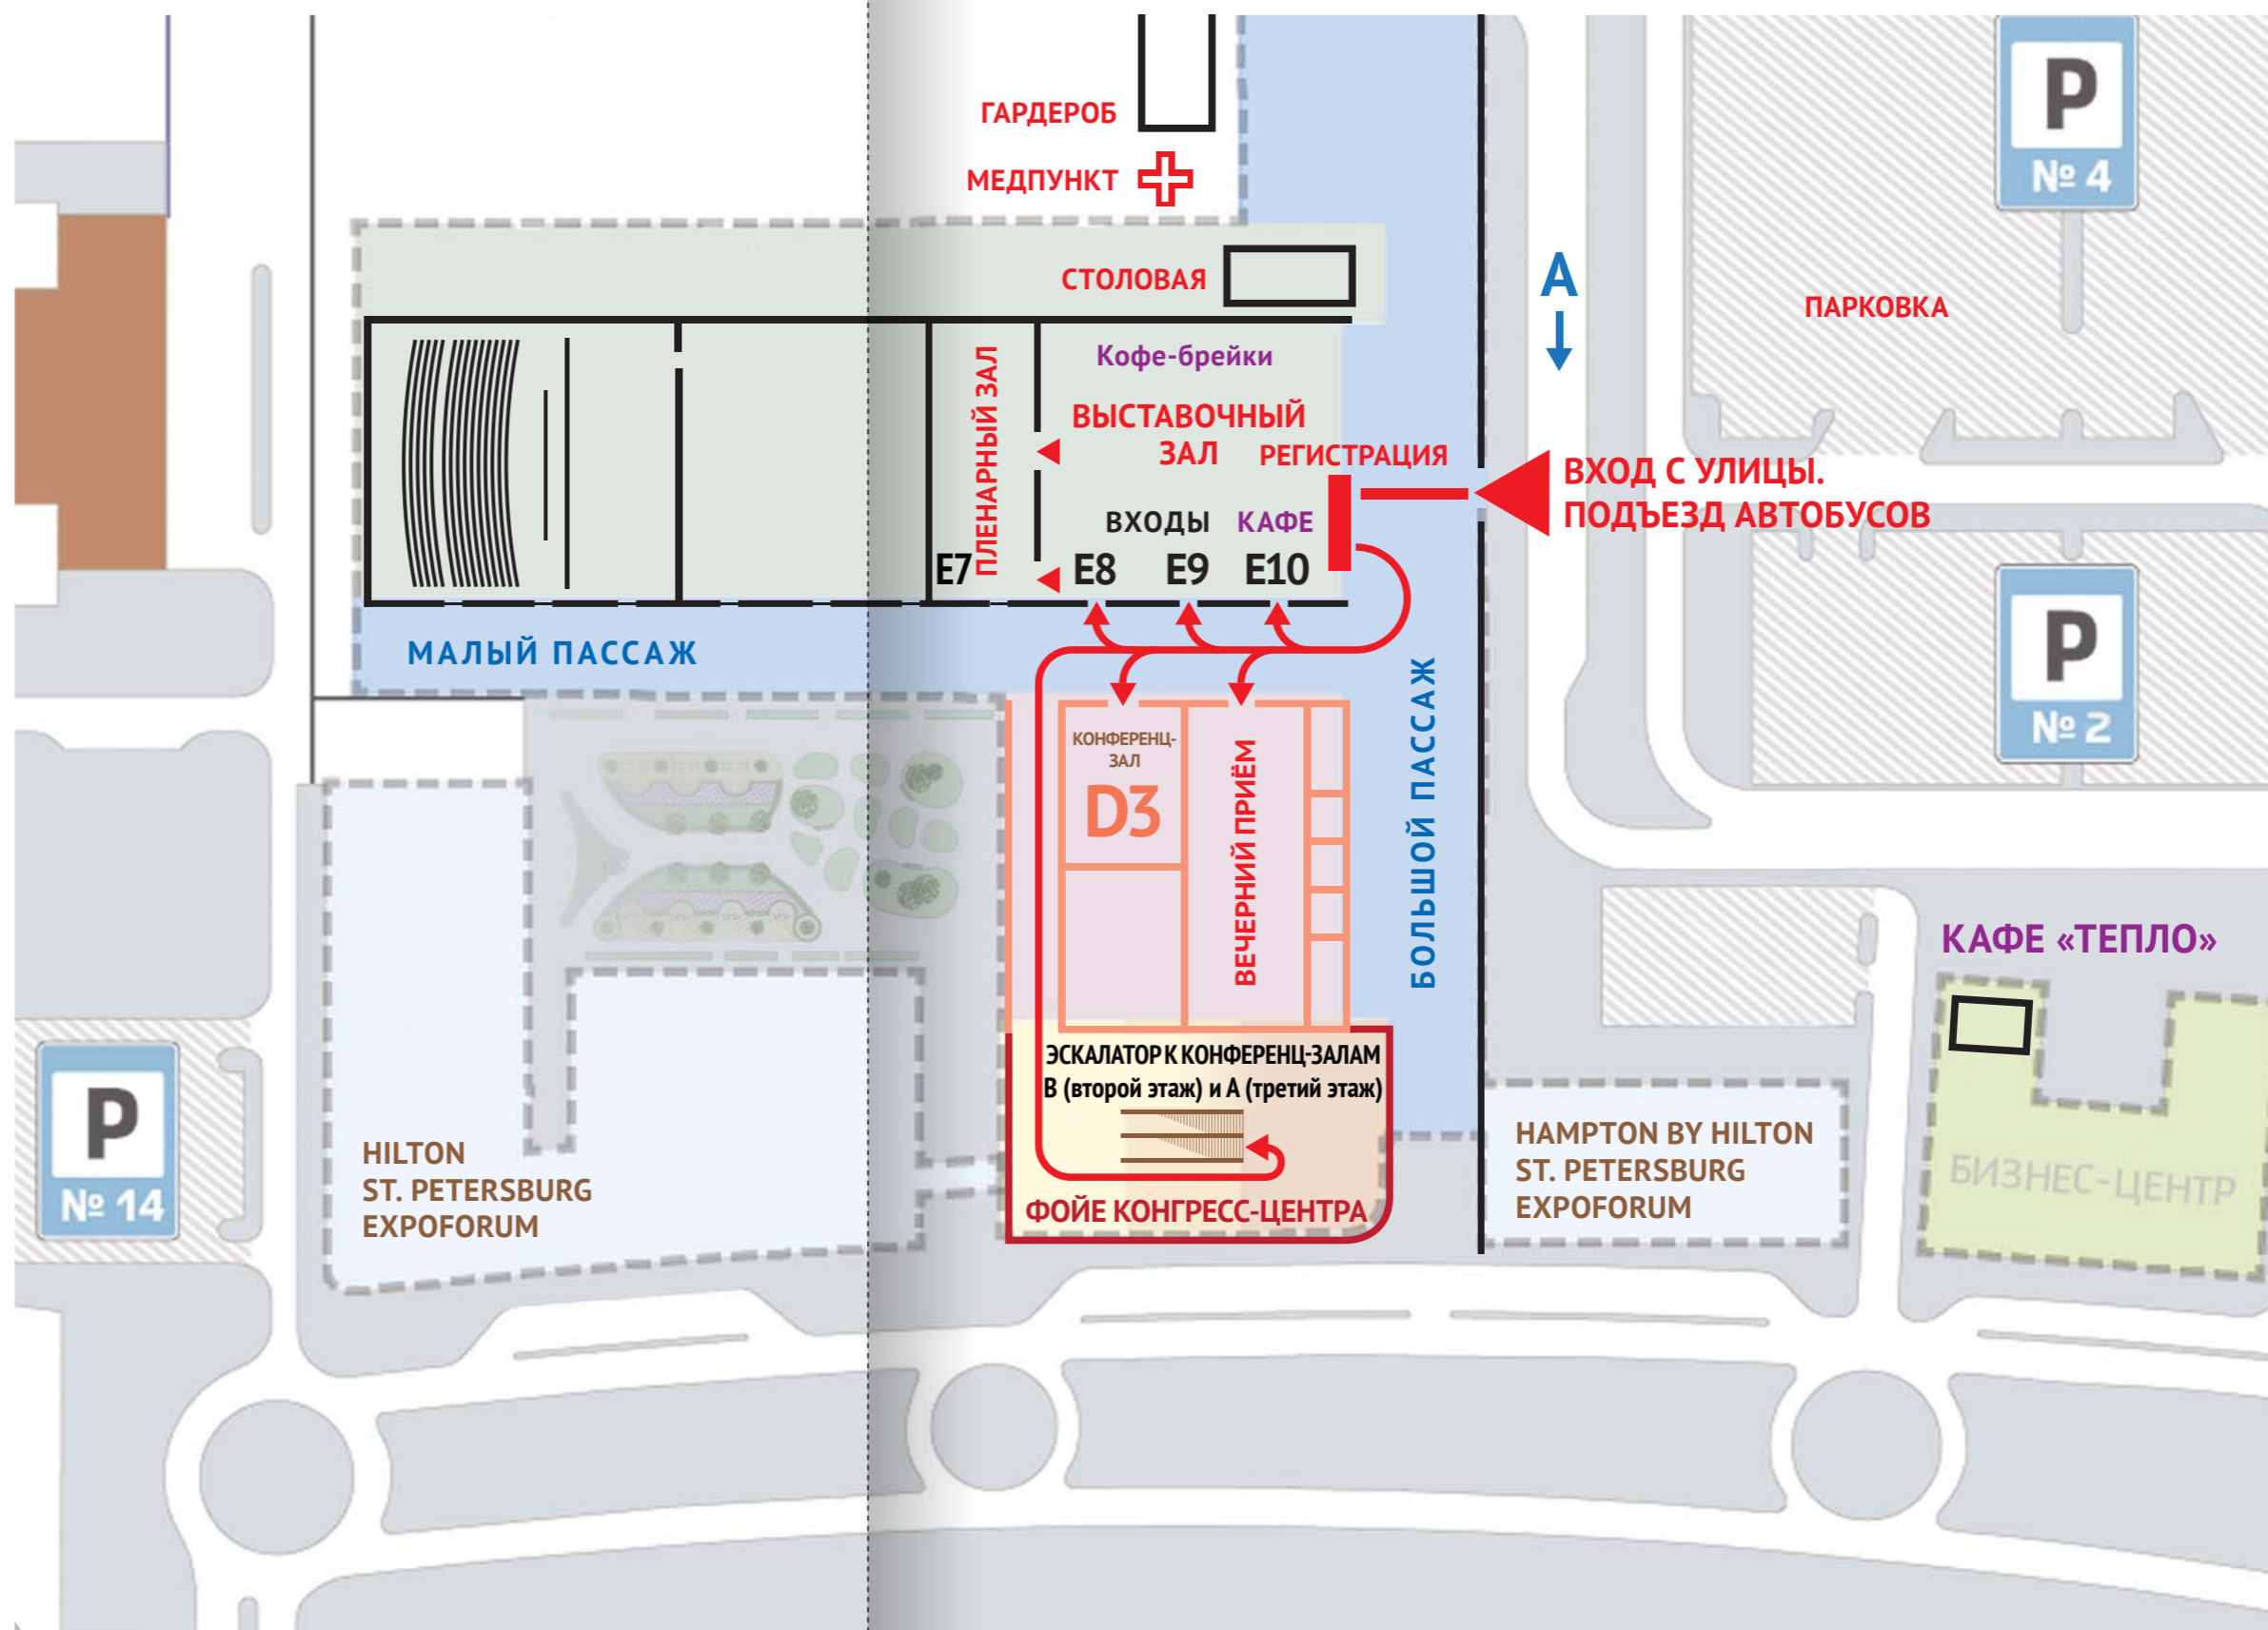 P
№ 4
ГАРДЕРОБ
МЕДПУНКТ
СТОЛОВАЯ
А
ПАРКОВКА
Кофе-брейки
ПЛЕНАРНЫЙ ЗАЛ
ВЫСТАВОЧНЫЙ
ЗАЛ
РЕГИСТРАЦИЯ
ВХОД С УЛИЦЫ.
ПОДЪЕЗД АВТОБУСОВ
ВХОДЫ
КАФЕ
E7
E8
E9
E10
P
№ 2
МАЛЫЙ ПАССАЖ
БОЛЬШОЙ ПАССАЖ
КОНФЕРЕНЦ-
ЗАЛ
D3
ВЕЧЕРНИЙ ПРИЁМ
КАФЕ «ТЕПЛО»
ЭСКАЛАТОР К КОНФЕРЕНЦ-ЗАЛАМ
В (второй этаж) и А (третий этаж)
ФОЙЕ КОНГРЕСС-ЦЕНТРА
P
№ 14
HILTON
ST. PETERSBURG
EXPOFORUM
HAMPTON BY HILTON
ST. PETERSBURG
EXPOFORUM
БИЗНЕС-ЦЕНТР